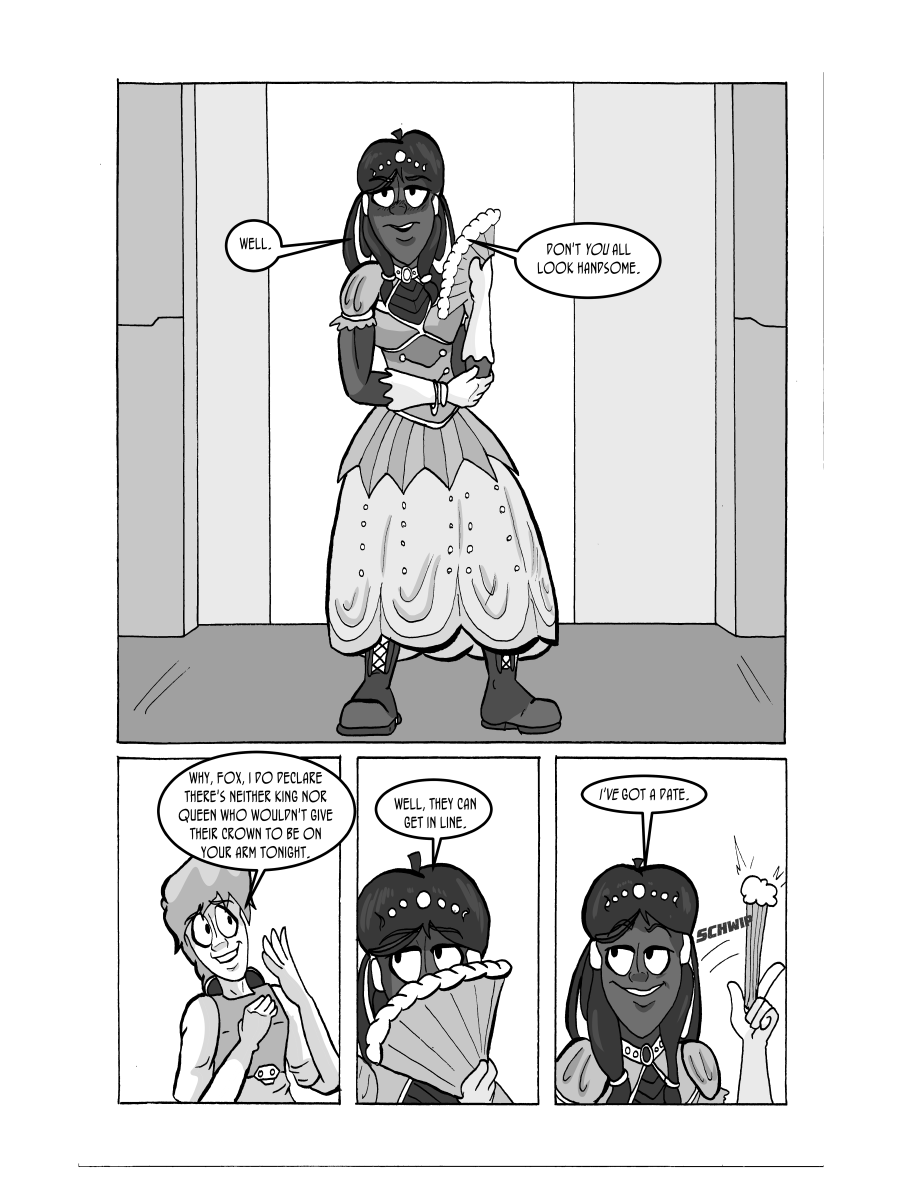 WELL.
DON'T YOU ALL
LOOK HANDSOME.
WHY, FOX, I DO DECLARE
THERE'S NEITHER KING NOR
QUEEN WHO WOULDN'T GIVE
THEIR CROWN TO BE ON
YOUR ARM TONIGHT.
WELL, THEY CAN
GET IN LINE.
I'VE GOT A DATE.
SCHWIP